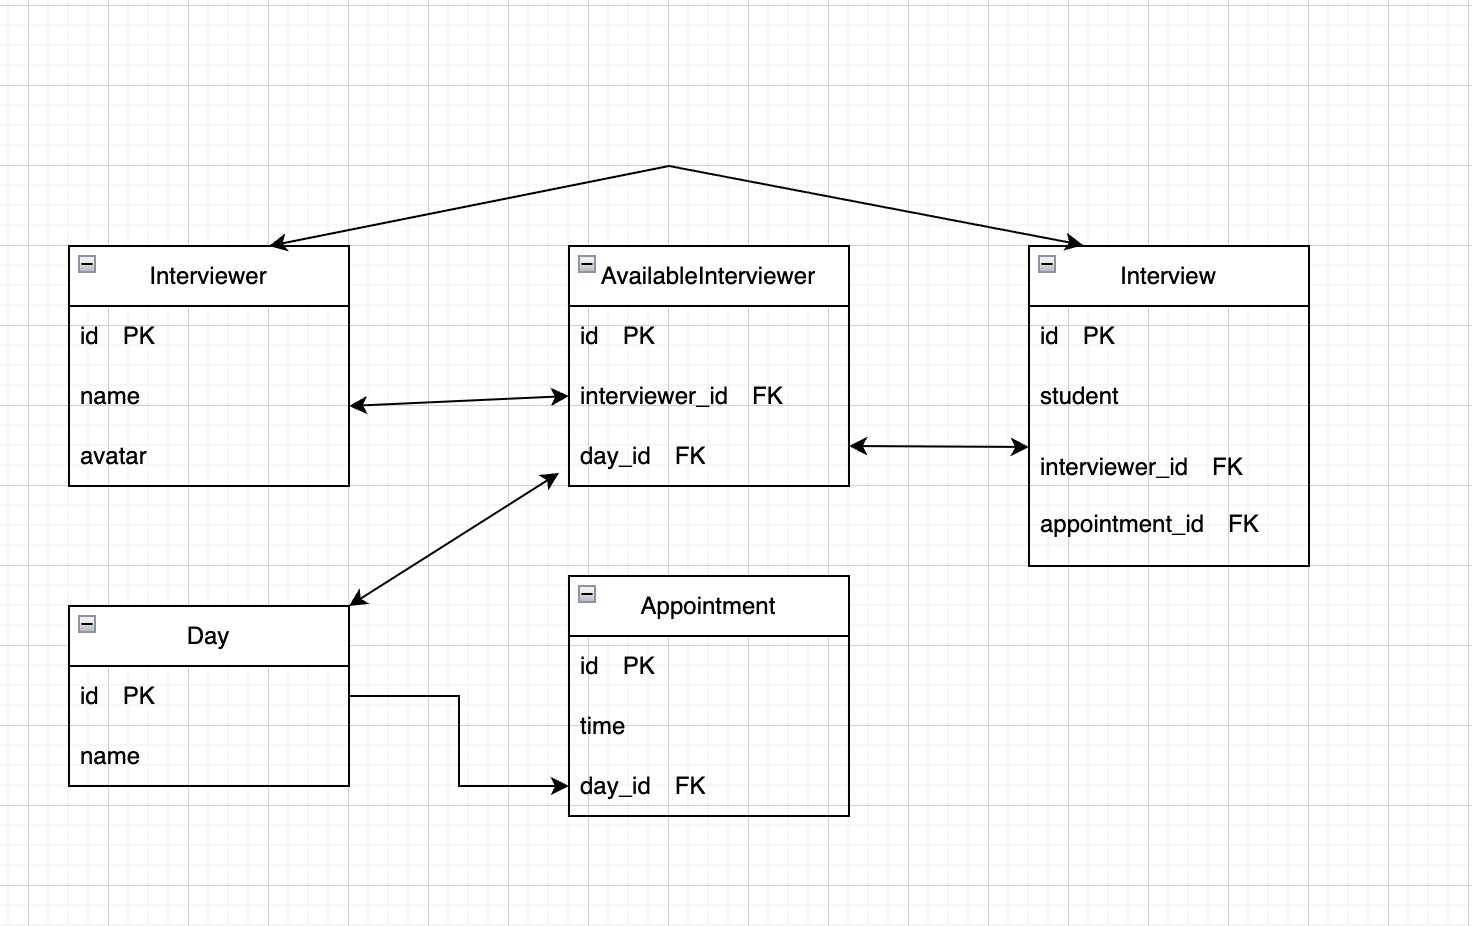 Interviewer
id PK
name
avatar
AvailableInterviewer
id PK
interviewer_id FK
day_id FK
Interview
id PK
student
interviewer_id FK
appointment_id FK
Day
id PK
name
Appointment
id PK
time
day_id FK